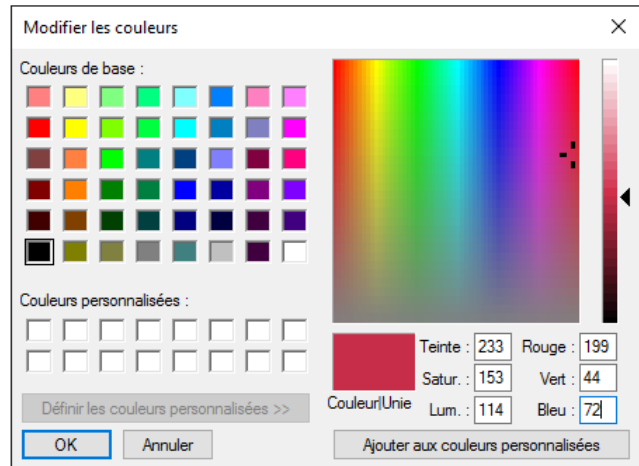 Modifier les couleurs
Couleurs de base :
Couleurs personnalisées :
Définir les couleurs personnalisées >>
OK
Annuler
Couleur|Unie
Teinte : 233
Rouge : 199
Satur. : 153
Vert : 44
Lum. : 114
Bleu : 72
Ajouter aux couleurs personnalisées